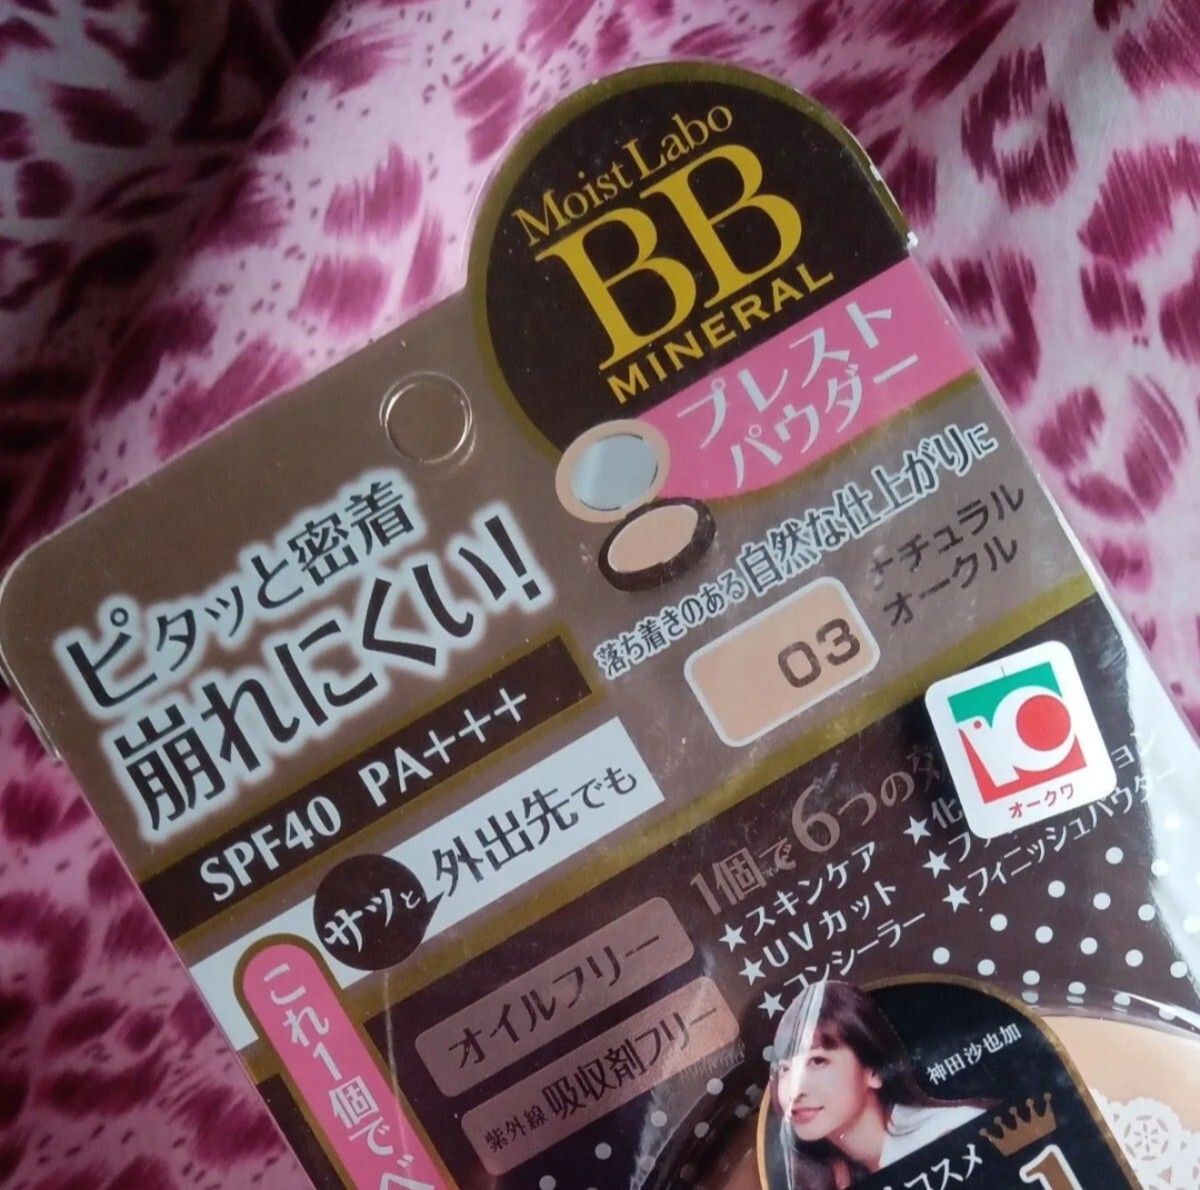 Moist Labo
BB
MINERAL
プレスト
パウダー
ピタッと密着
崩れにくい!
落ち着きのある自然な仕上がりに
03
ナチュラル
オークル
SPF40 PA+++
サッと外出先でも
オークワ
1個で6つの
★スキンケア
★UVカット
★コンシーラー
★フィニッシュパウダ
オイルフリー
紫外線吸収剤フリー
これ1個で
神田沙也加
コスメ
1